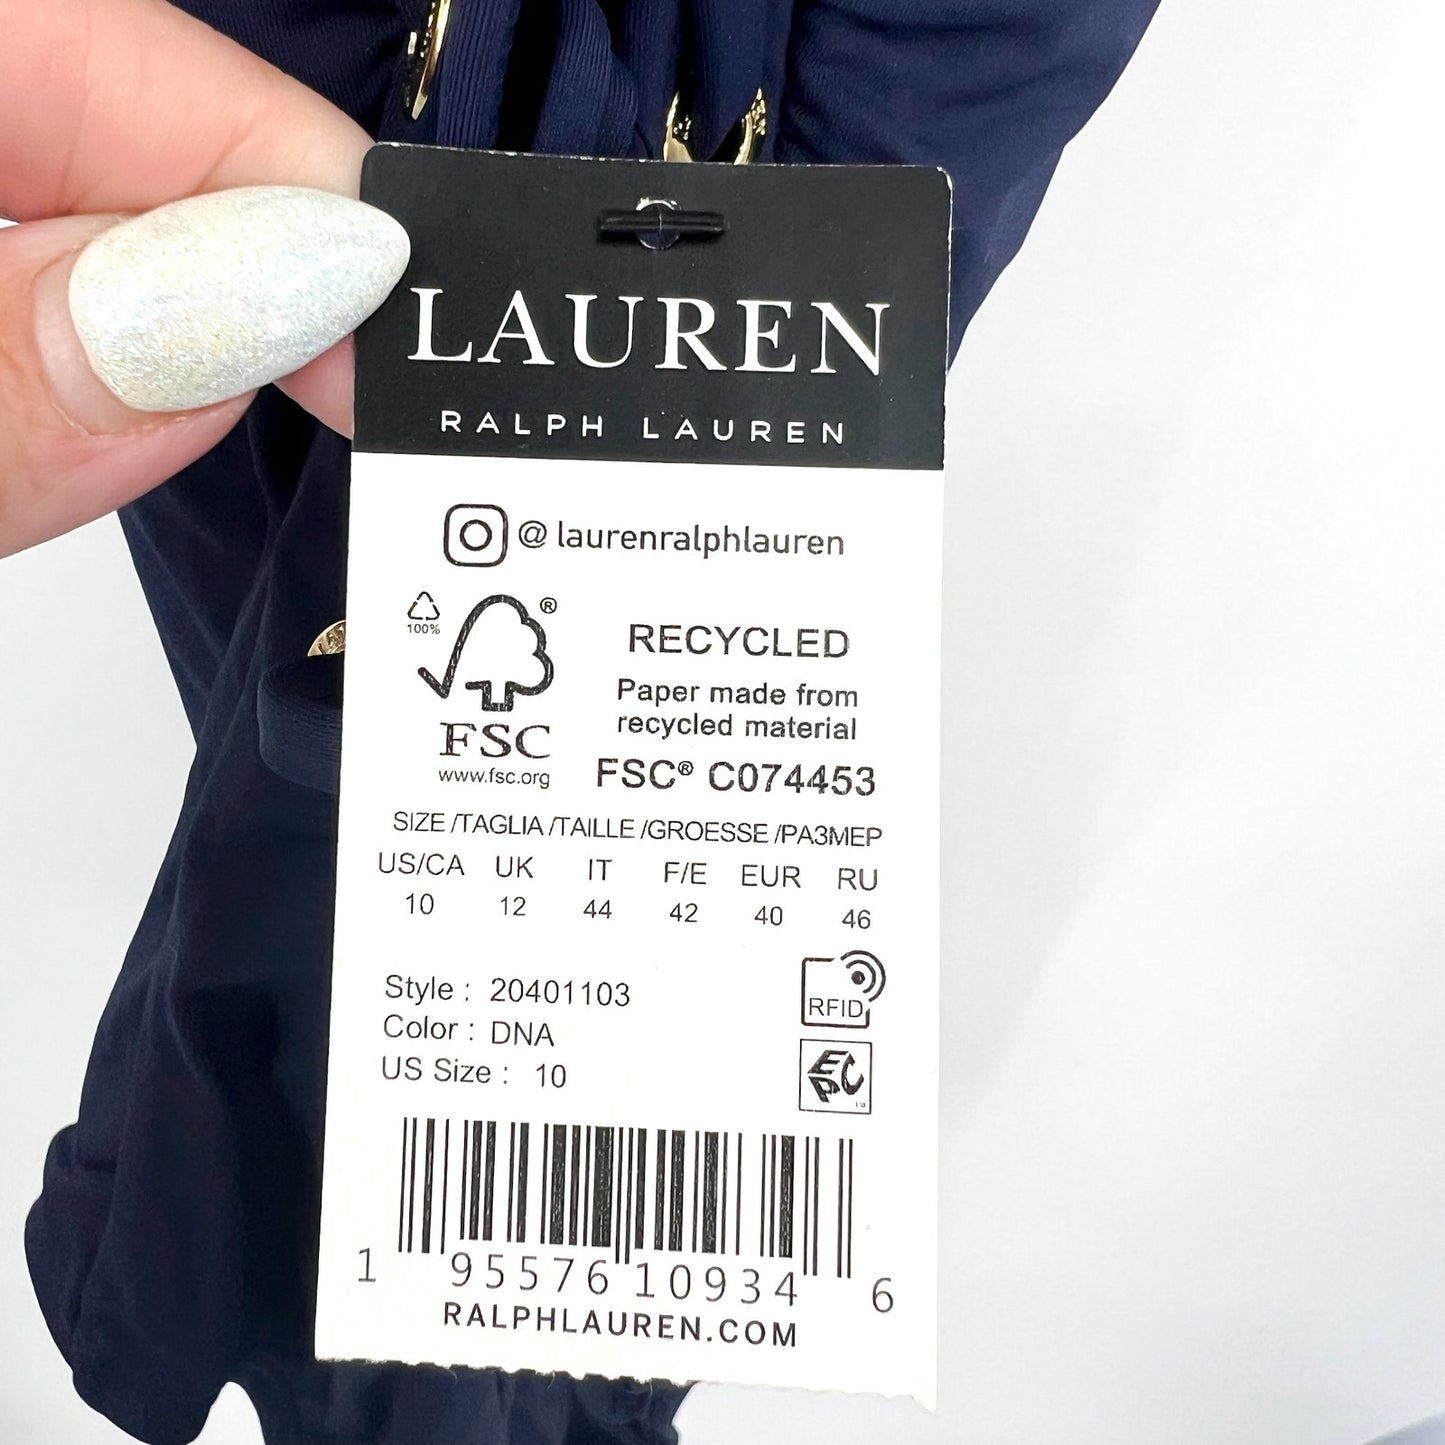 LAUREN
RALPH LAUREN
@ laurenralphlauren
100%
®
FSC
www.fsc.org
RECYCLED
Paper made from
recycled material
FSC® C074453
SIZE /TAGLIA /TAILLE /GROESSE /PA3MEP
US/CA UK IT F/E EUR RU
10 12 44 42 40 46
Style : 20401103
Color : DNA
US Size : 10
RFID
EPC
TM
1 95576 10934 6
RALPHLAUREN.COM